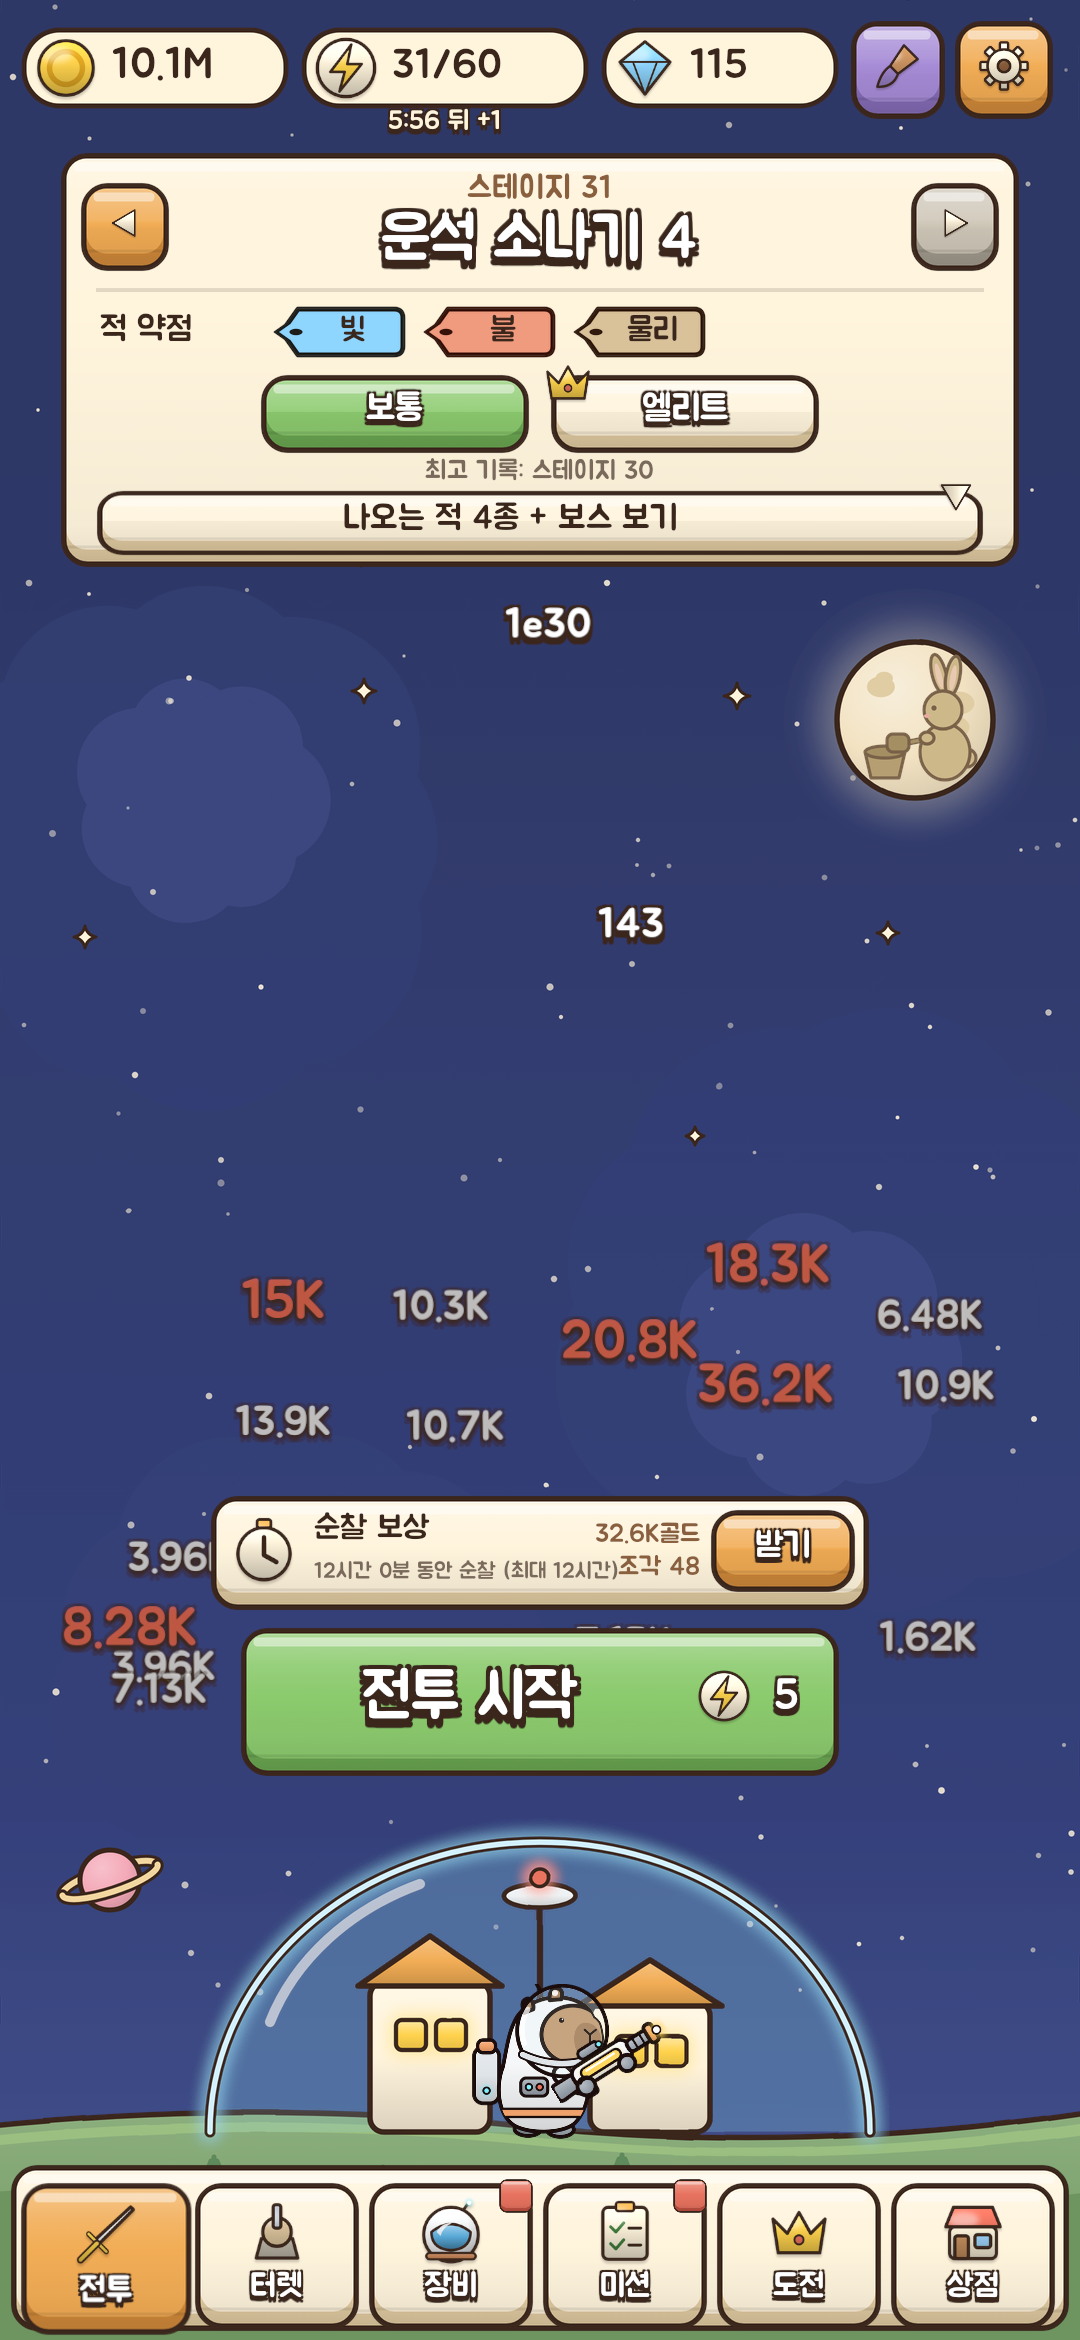 10.1M
31/60
115
5:56 뒤 +1
스테이지 31
운석 소나기 4
적 약점
빛
불
물리
보통
엘리트
최고 기록: 스테이지 30
나오는 적 4종 + 보스 보기
1e30
143
18.3K
15K
10.3K
6.48K
20.8K
36.2K
10.9K
13.9K
10.7K
순찰 보상
32.6K골드
받기
12시간 0분 동안 순찰 (최대 12시간)
조각 48
3.96
8.28K
1.62K
3.96K
7.13K
전투 시작
5
전투
터렛
장비
미션
도전
상점